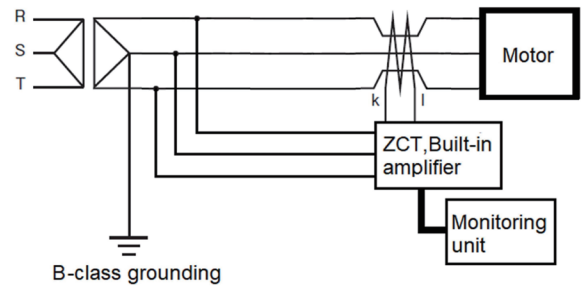 R
S
T
Motor
k
l
ZCT,Built-in
amplifier
Monitoring
unit
B-class grounding